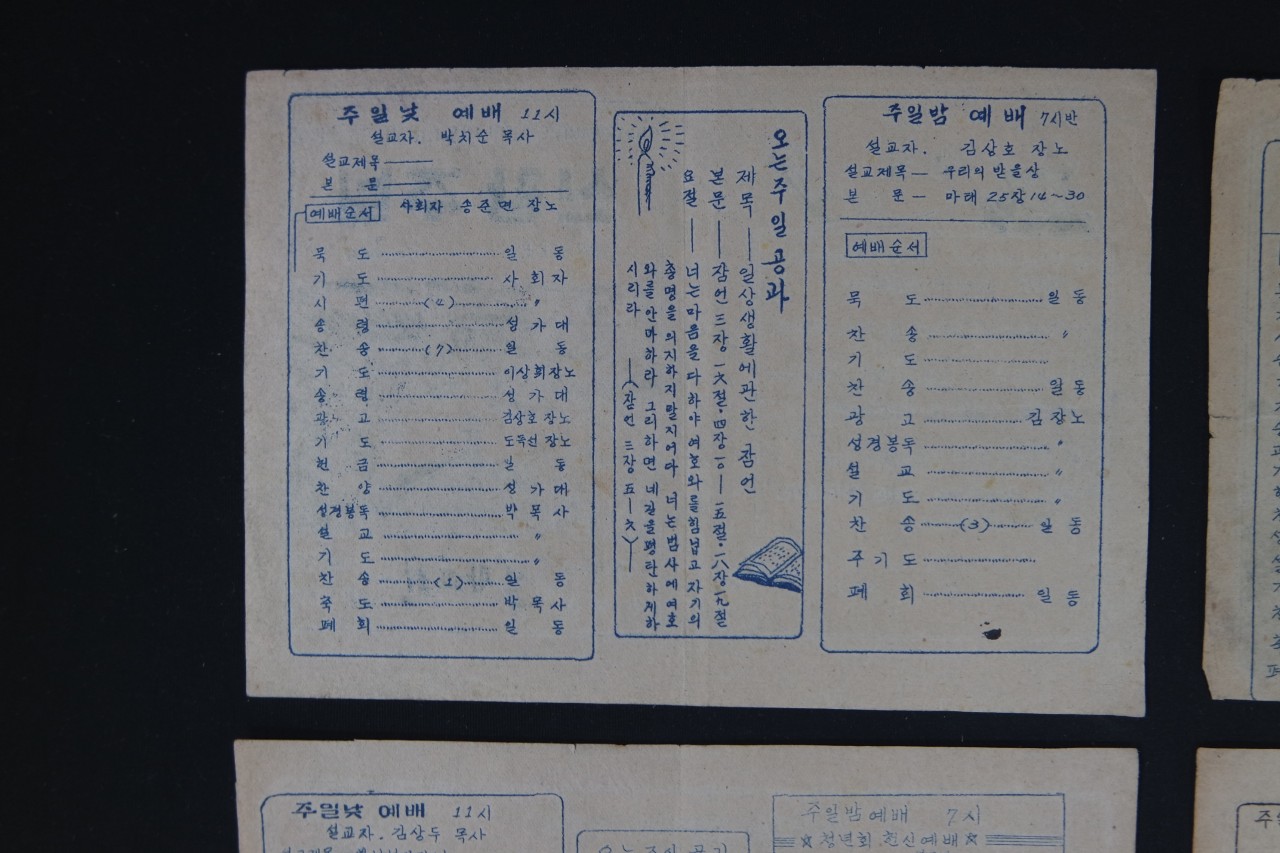 주일낮 예배 11시
설교자. 박치순 목사
설교제목
본 문
예배순서 사회자 송준면 장노
묵 도 일 동
기 도 사 회 자
시 편 (4) 〃
송 령 성 가 대
찬 송 (7) 일 동
기 도 이상회장노
송 령 성 가 대
광 고 김상호 장노
기 도 도목선 장노
헌 금 일 동
찬 양 성 가 대
성경봉독 박 목 사
설 교 〃
기 도 〃
찬 송 (1) 일 동
축 도 박 목 사
폐 회 일 동
오는주일 공과
제목 — 일상생활에관한 잠언
본문 — 잠언 三장 一六절·四장一〇—一五절·一八장一九절
요절 — 너는마음을다하야여호와를힘닙고자기의
총명을 의지하지말지어다 너는범사에여호
와를 안마하라 그리하면 네길을평탄하게하
시리라 —(잠언 三장 五—六)—
주일밤 예배 7시반
설교자. 김상호 장노
설교제목 — 우리의 받을상
본 문 — 마태 25장 14~30
예배순서
묵 도 일 동
찬 송 〃
기 도
찬 송 일 동
광 고 김 장노
성경봉독 〃
설 교 〃
기 도 〃
찬 송 (3) 일 동
주 기 도
폐 회 일 동
주일낮 예배 11시
설교자. 김상두 목사
주일밤 예배 7시
☆청년회 헌신예배☆